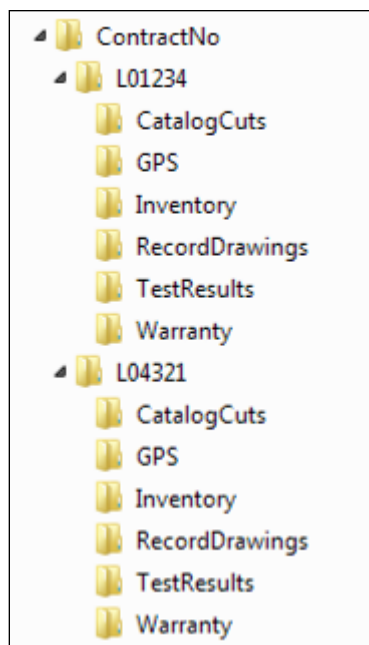 ContractNo
L01234
CatalogCuts
GPS
Inventory
RecordDrawings
TestResults
Warranty
L04321
CatalogCuts
GPS
Inventory
RecordDrawings
TestResults
Warranty